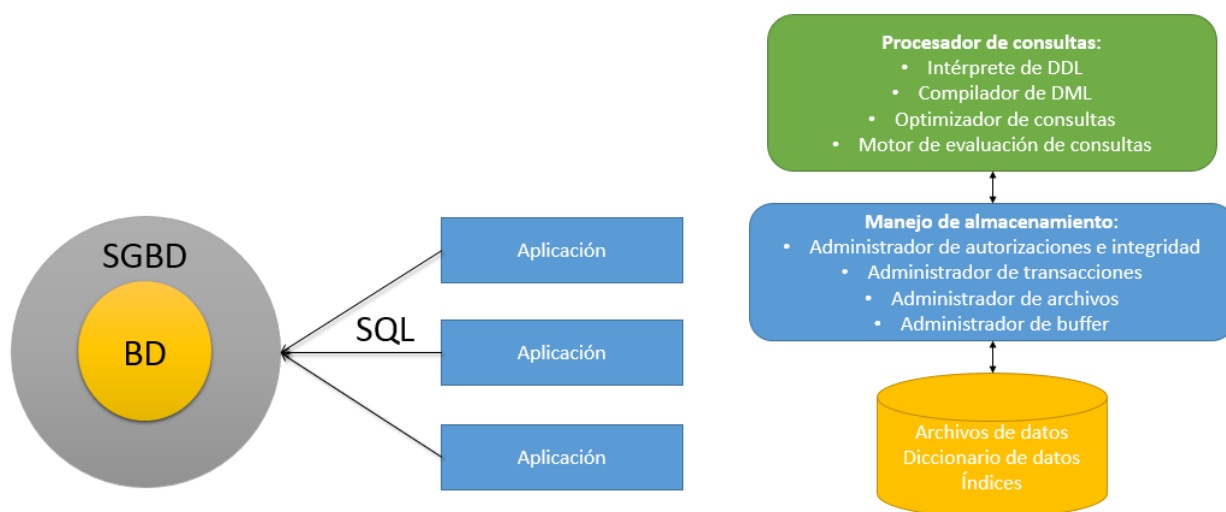 SGBD
BD
SQL
Aplicación
Aplicación
Aplicación
Procesador de consultas:
• Intérprete de DDL
• Compilador de DML
• Optimizador de consultas
• Motor de evaluación de consultas
Manejo de almacenamiento:
• Administrador de autorizaciones e integridad
• Administrador de transacciones
• Administrador de archivos
• Administrador de buffer
Archivos de datos
Diccionario de datos
Índices